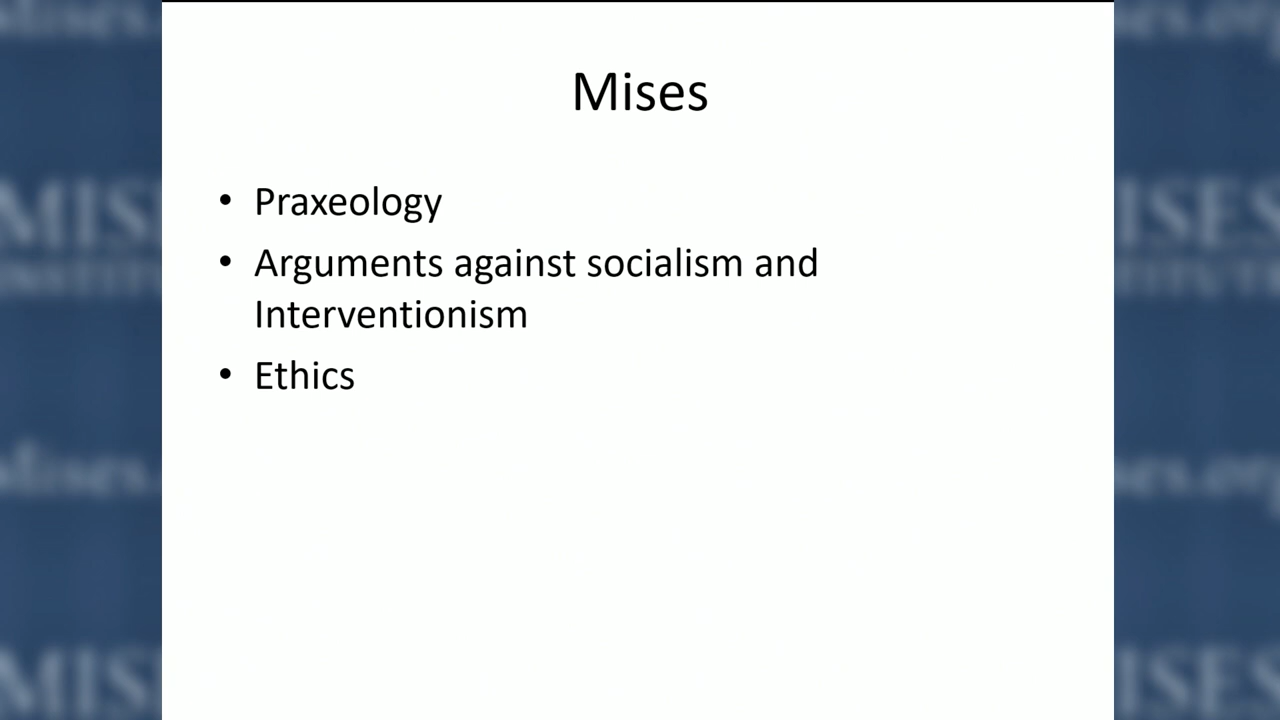 Mises
• Praxeology
• Arguments against socialism and
Interventionism
• Ethics